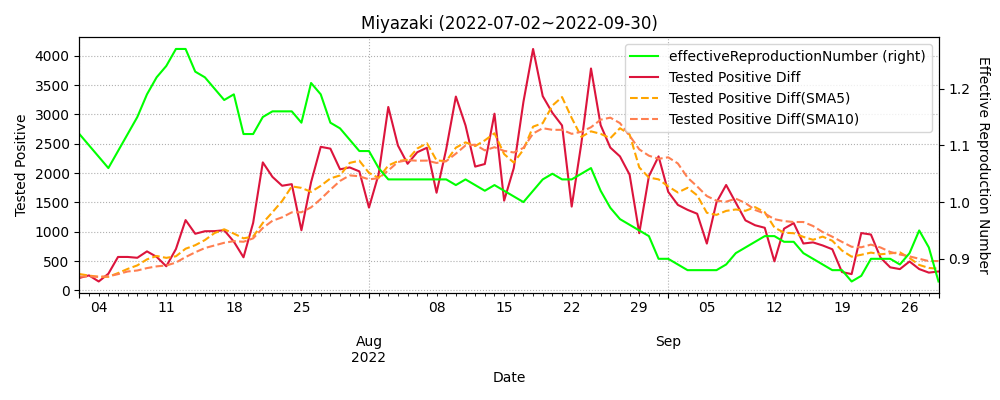 Miyazaki (2022-07-02~2022-09-30)
effectiveReproductionNumber (right)
Tested Positive Diff
Tested Positive Diff(SMA5)
Tested Positive Diff(SMA10)
Tested Positive
4000
3500
3000
2500
2000
1500
1000
500
0
Effective Reproduction Number
1.2
1.1
1.0
0.9
04 11 18 25 08 15 22 29 05 12 19 26
Aug Sep
2022
Date